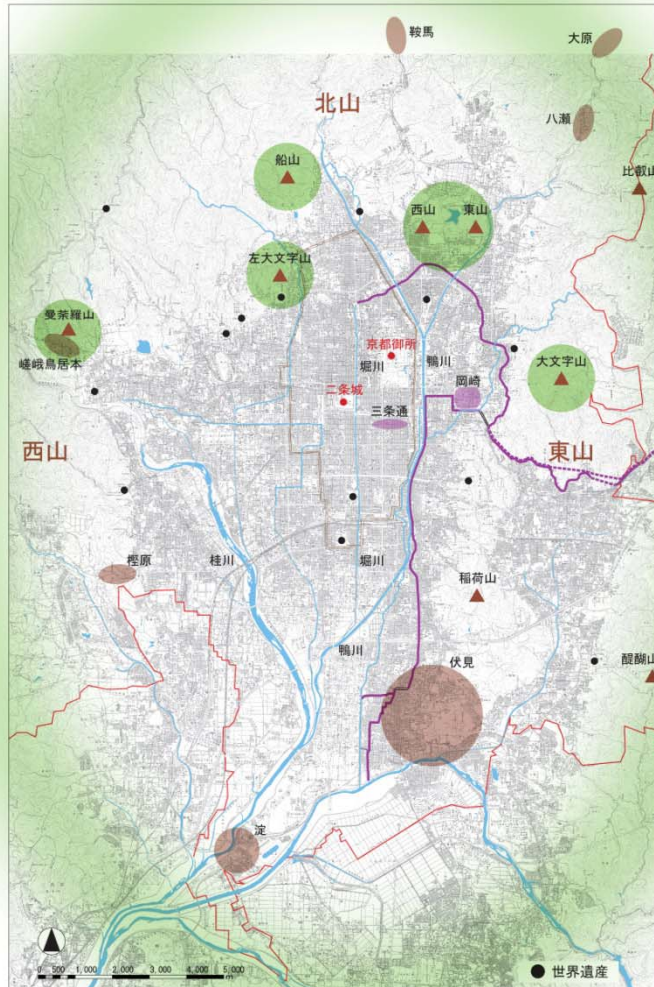 鞍馬
大原
北山
八瀬
船山
比叡山
西山
東山
左大文字山
曼荼羅山
京都御所
堀川
鴨川
嵯峨鳥居本
岡崎
大文字山
二条城
三条通
西山
東山
樫原
桂川
堀川
稲荷山
鴨川
伏見
醍醐山
淀
0 500 1,000 2,000 3,000 4,000 5,000
m
世界遺産